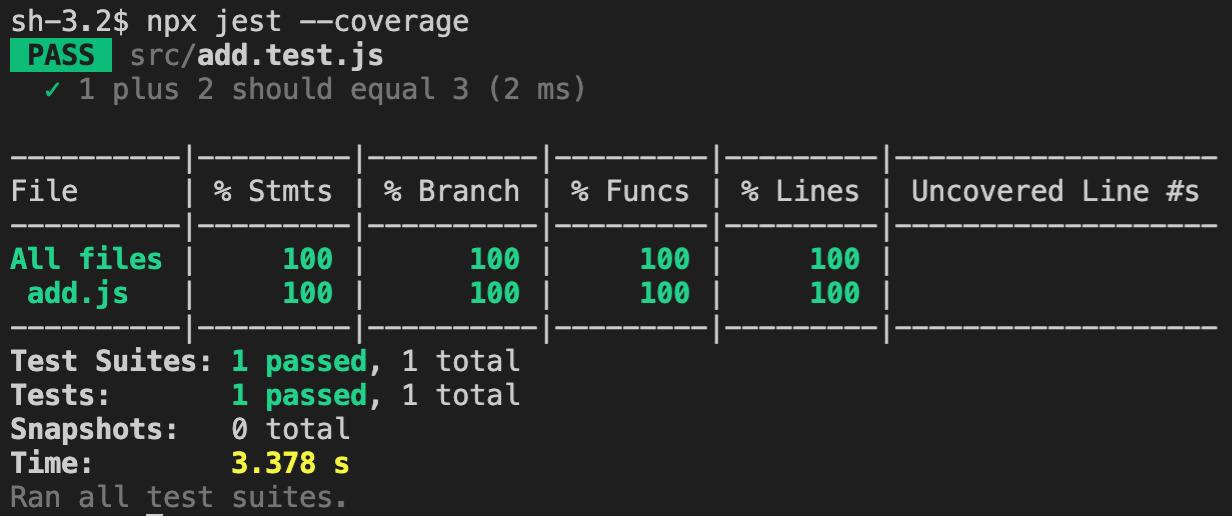 sh-3.2$ npx jest --coverage
PASS src/add.test.js
✓ 1 plus 2 should equal 3 (2 ms)
----------|---------|----------|---------|---------|-------------------
File      | % Stmts | % Branch | % Funcs | % Lines | Uncovered Line #s
----------|---------|----------|---------|---------|-------------------
All files |     100 |      100 |     100 |     100 |
 add.js   |     100 |      100 |     100 |     100 |
----------|---------|----------|---------|---------|-------------------
Test Suites: 1 passed, 1 total
Tests:       1 passed, 1 total
Snapshots:   0 total
Time:        3.378 s
Ran all test suites.